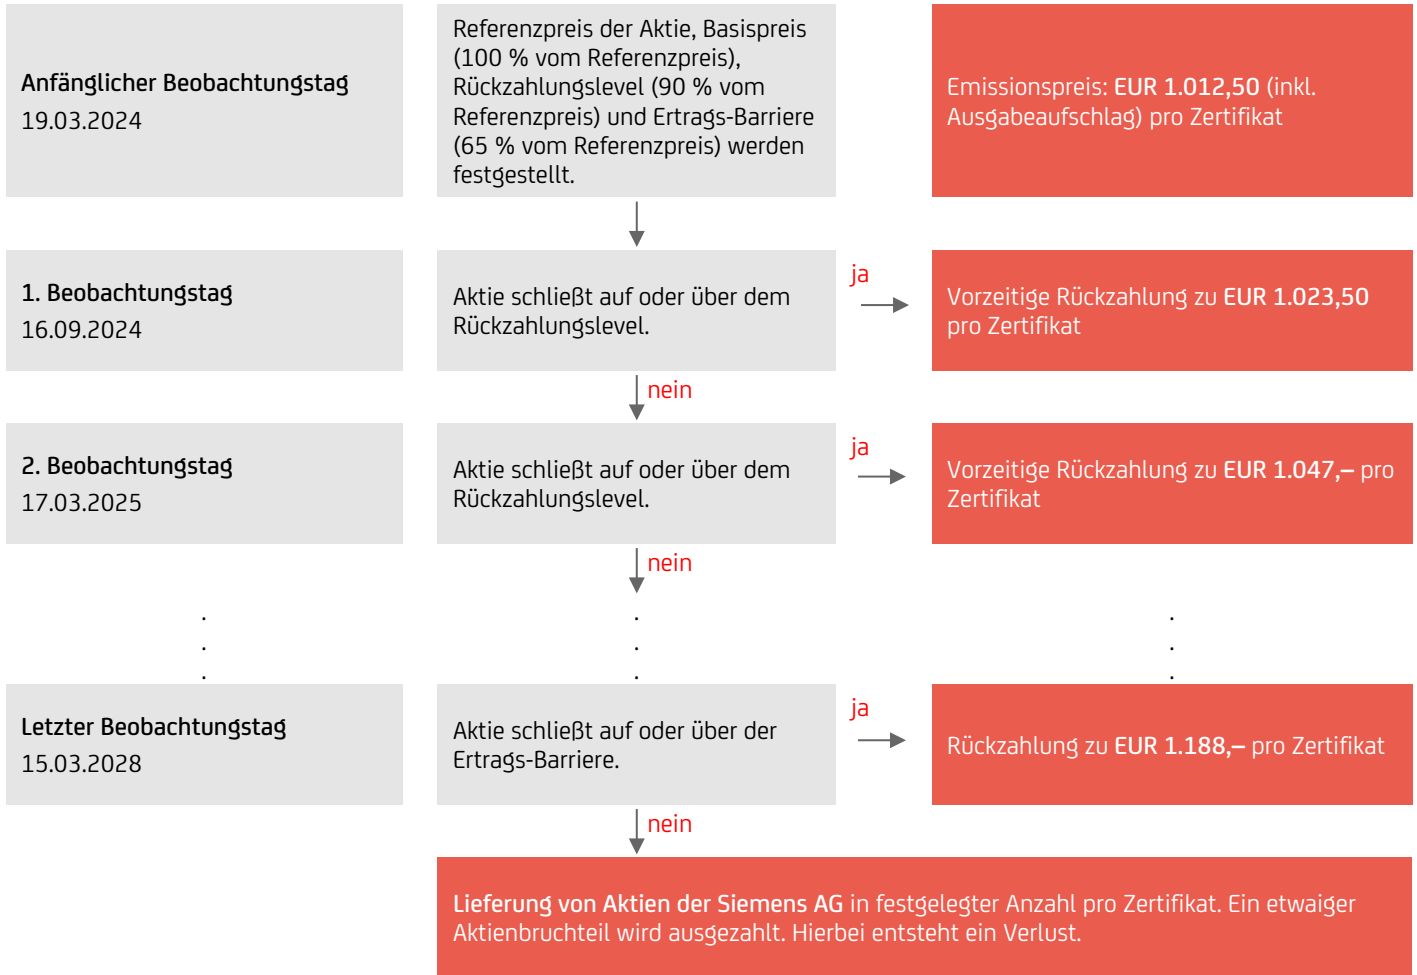 Anfänglicher Beobachtungstag
19.03.2024
Referenzpreis der Aktie, Basispreis
(100 % vom Referenzpreis),
Rückzahlungslevel (90 % vom
Referenzpreis) und Ertrags-Barriere
(65 % vom Referenzpreis) werden
festgestellt.
Emissionspreis: EUR 1.012,50 (inkl.
Ausgabeaufschlag) pro Zertifikat
1. Beobachtungstag
16.09.2024
Aktie schließt auf oder über dem
Rückzahlungslevel.
ja
Vorzeitige Rückzahlung zu EUR 1.023,50
pro Zertifikat
nein
2. Beobachtungstag
17.03.2025
Aktie schließt auf oder über dem
Rückzahlungslevel.
ja
Vorzeitige Rückzahlung zu EUR 1.047,– pro
Zertifikat
nein
. . .
. . .
. . .
Letzter Beobachtungstag
15.03.2028
Aktie schließt auf oder über der
Ertrags-Barriere.
ja
Rückzahlung zu EUR 1.188,– pro Zertifikat
nein
Lieferung von Aktien der Siemens AG in festgelegter Anzahl pro Zertifikat. Ein etwaiger
Aktienbruchteil wird ausgezahlt. Hierbei entsteht ein Verlust.